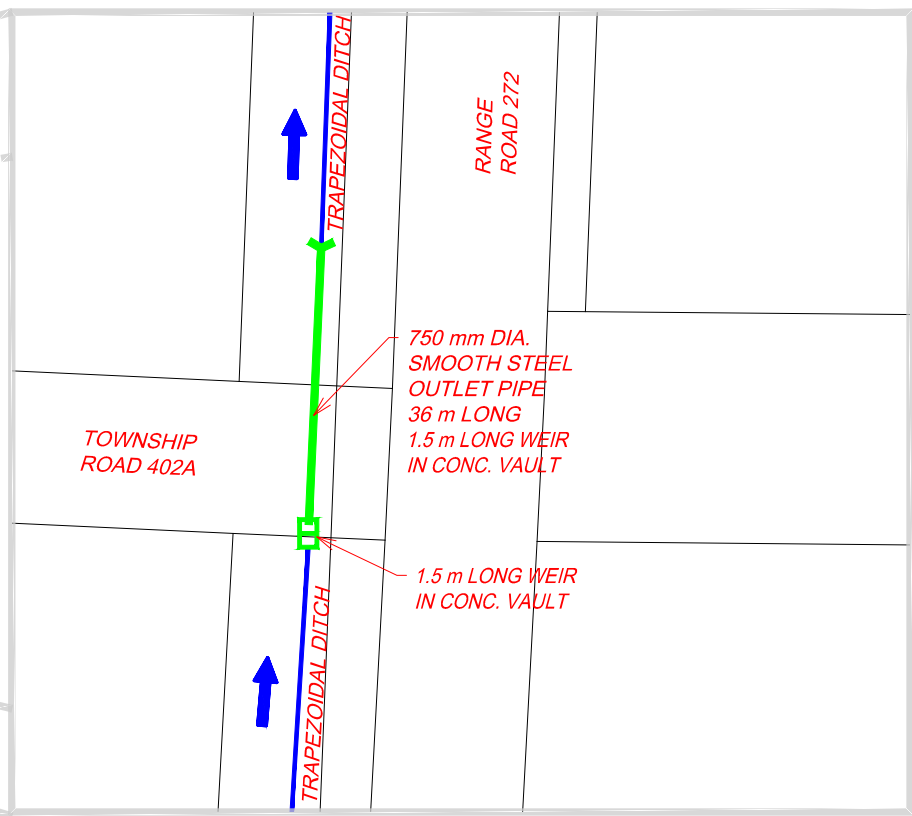 TRAPEZOIDAL DITCH
RANGE
ROAD 272
750 mm DIA.
SMOOTH STEEL
OUTLET PIPE
36 m LONG
1.5 m LONG WEIR
IN CONC. VAULT
TOWNSHIP
ROAD 402A
1.5 m LONG WEIR
IN CONC. VAULT
TRAPEZOIDAL DITCH